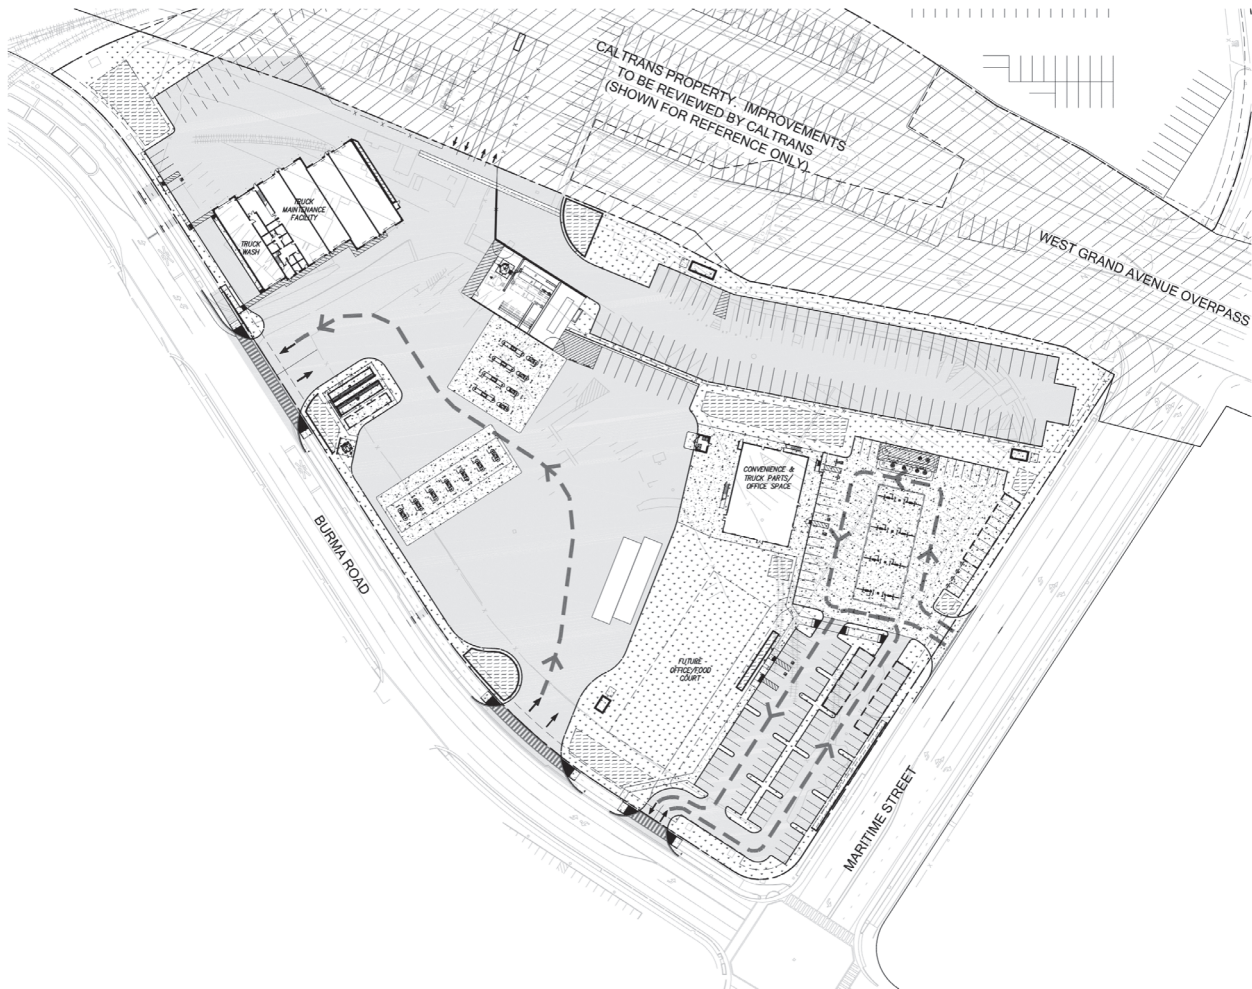 CALTRANS PROPERTY. IMPROVEMENTS
TO BE REVIEWED BY CALTRANS
(SHOWN FOR REFERENCE ONLY)
WEST GRAND AVENUE OVERPASS
TRUCK
MAINTENANCE
FACILITY
TRUCK
WASH
CONVENIENCE &
TRUCK PARTS/
OFFICE SPACE
BURMA ROAD
FUTURE
OFFICE/FOOD
COURT
MARITIME STREET